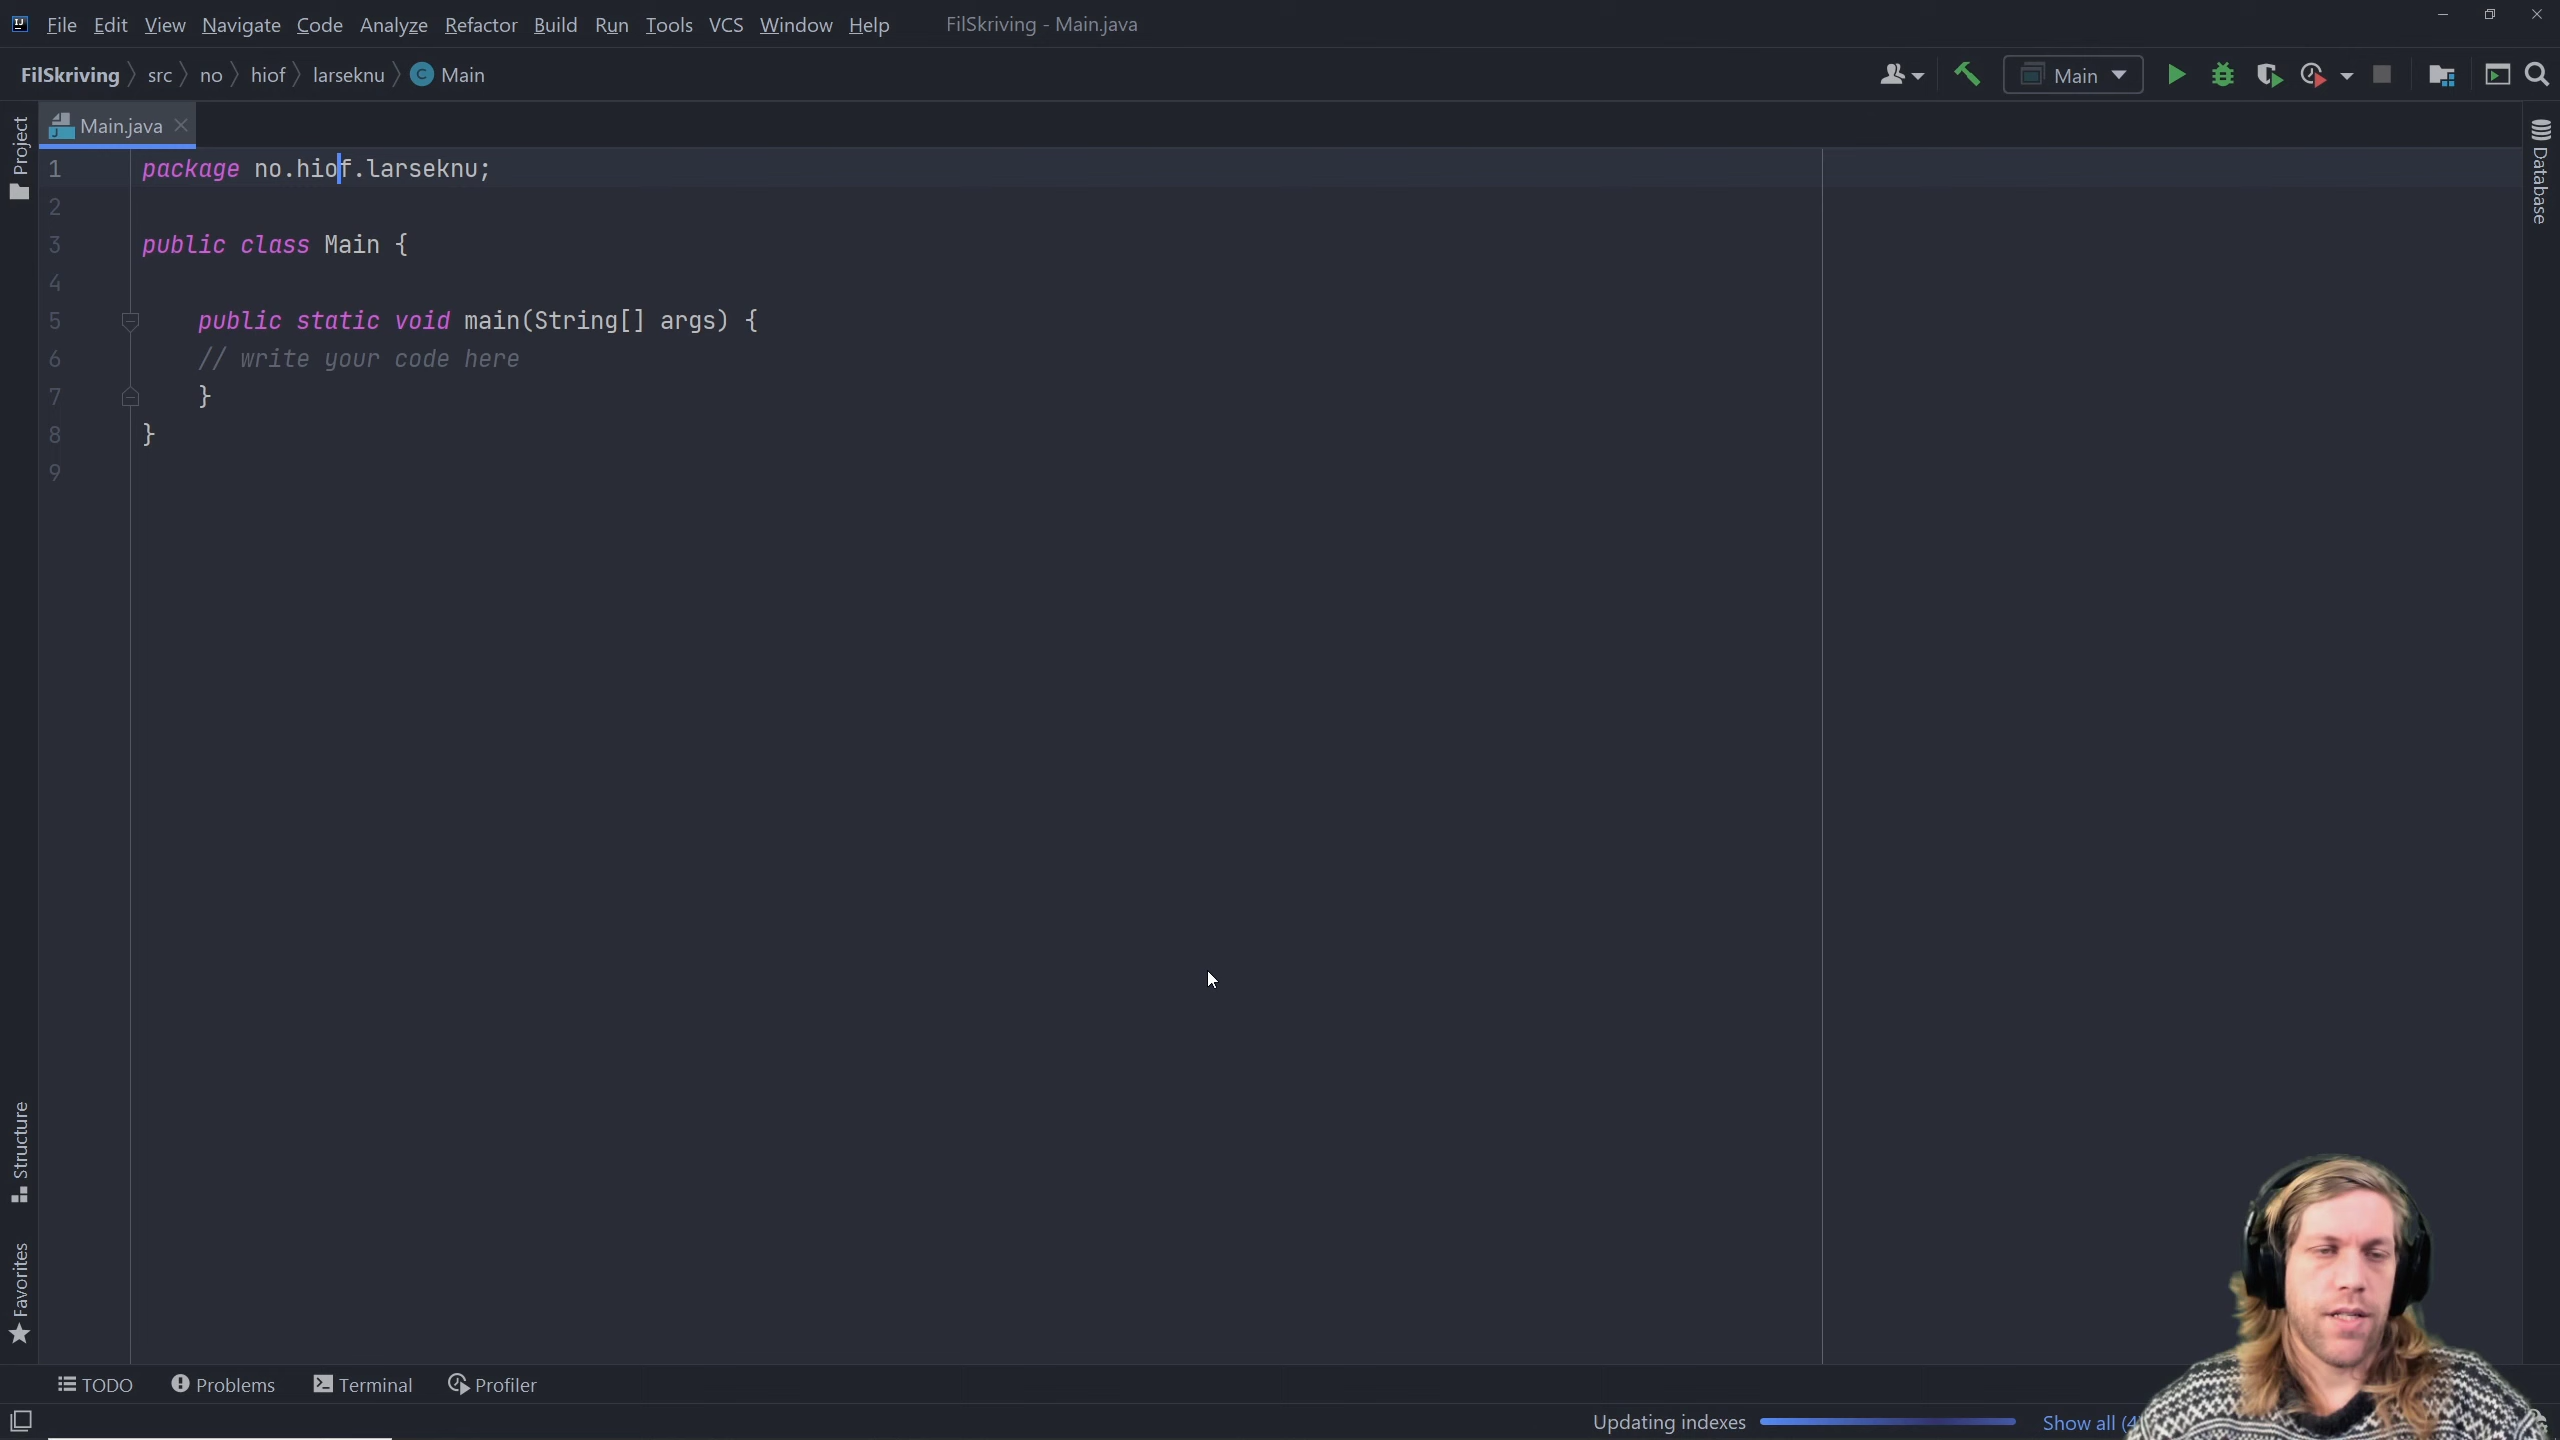 File Edit View Navigate Code Analyze Refactor Build Run Tools VCS Window Help FilSkriving - Main.java
FilSkriving src no hiof larseknu Main
Main
Project
Main.java
Database
1 package no.hiof.larseknu;
2
3 public class Main {
4
5 public static void main(String[] args) {
6 // write your code here
7 }
8 }
9
Structure
Favorites
TODO Problems Terminal Profiler
Updating indexes Show all